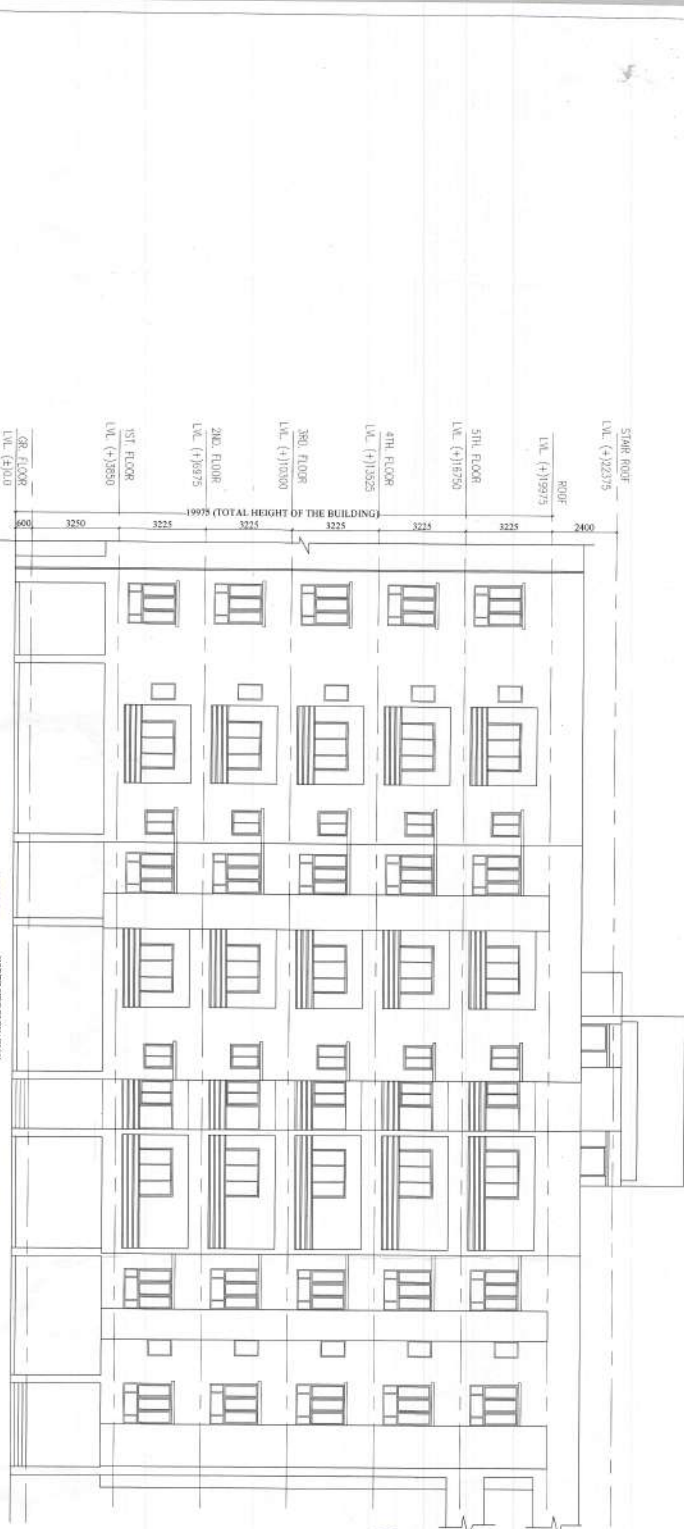 STAIR ROOF
LVL (+)22375
ROOF
LVL (+)19975
5TH. FLOOR
LVL (+)16750
4TH. FLOOR
LVL (+)13525
3RD. FLOOR
LVL (+)10300
2ND. FLOOR
LVL (+)6975
1ST. FLOOR
LVL (+)3850
GR. FLOOR
LVL (±)0.0
19975 (TOTAL HEIGHT OF THE BUILDING)
600
3250
3225
3225
3225
3225
3225
2400